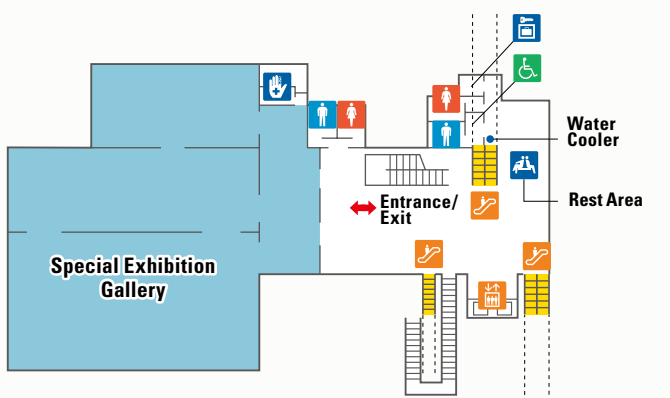 Water
Cooler
Rest Area
Entrance/
Exit
Special Exhibition
Gallery